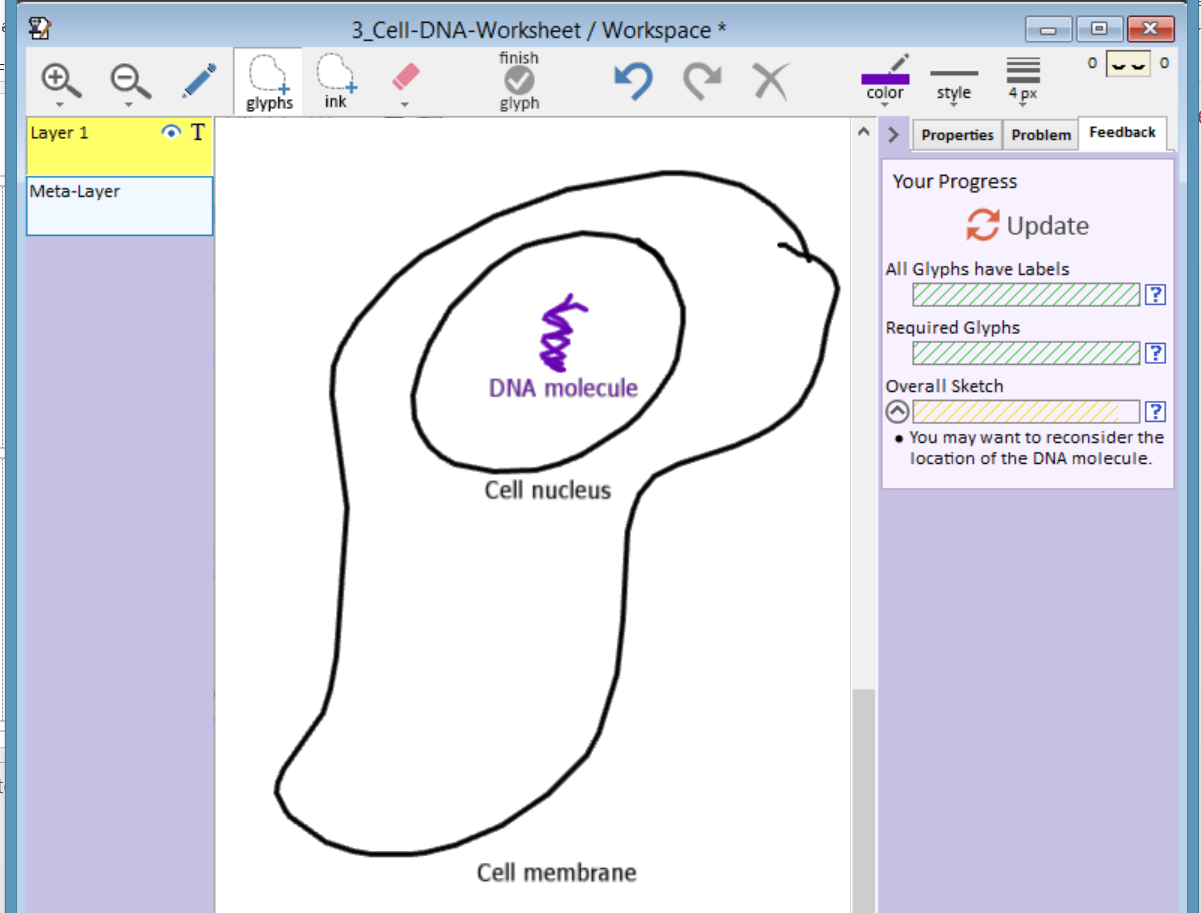 3_Cell-DNA-Worksheet / Workspace *
glyphs
ink
finish
glyph
color
style
4 px
0 0
Layer 1 T
Meta-Layer
DNA molecule
Cell nucleus
Cell membrane
Properties Problem Feedback
Your Progress
Update
All Glyphs have Labels
?
Required Glyphs
?
Overall Sketch
?
• You may want to reconsider the
location of the DNA molecule.